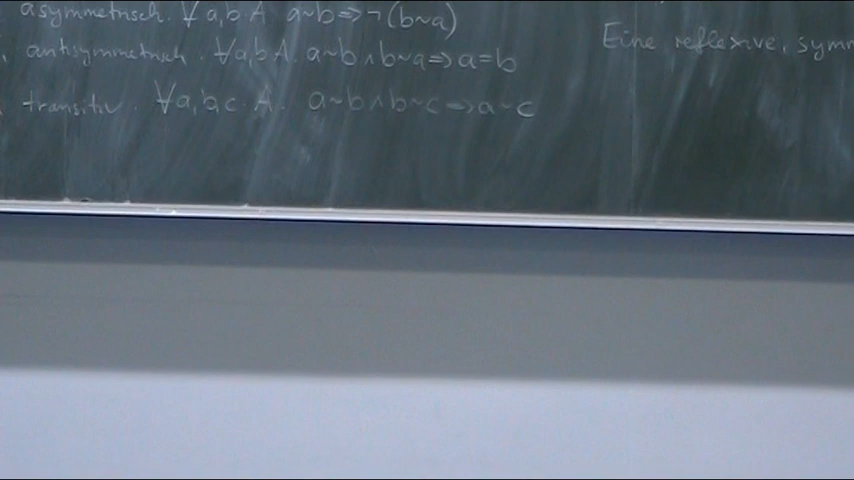 asymmetrisch. ∀a,b:A. a~b⇒¬(b~a)
antisymmetrisch. ∀a,b:A. a~b∧b~a⇒a=b
transitiv. ∀a,b,c:A. a~b∧b~c⇒a~c
Eine reflexive, symm